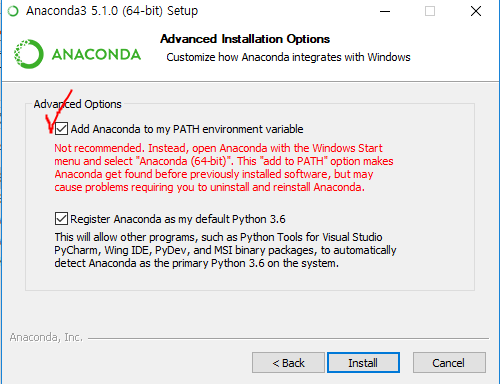 Anaconda3 5.1.0 (64-bit) Setup
Advanced Installation Options
Customize how Anaconda integrates with Windows
ANACONDA
Advanced Options
Add Anaconda to my PATH environment variable
Not recommended. Instead, open Anaconda with the Windows Start
menu and select "Anaconda (64-bit)". This "add to PATH" option makes
Anaconda get found before previously installed software, but may
cause problems requiring you to uninstall and reinstall Anaconda.
Register Anaconda as my default Python 3.6
This will allow other programs, such as Python Tools for Visual Studio
PyCharm, Wing IDE, PyDev, and MSI binary packages, to automatically
detect Anaconda as the primary Python 3.6 on the system.
Anaconda, Inc.
< Back
Install
Cancel